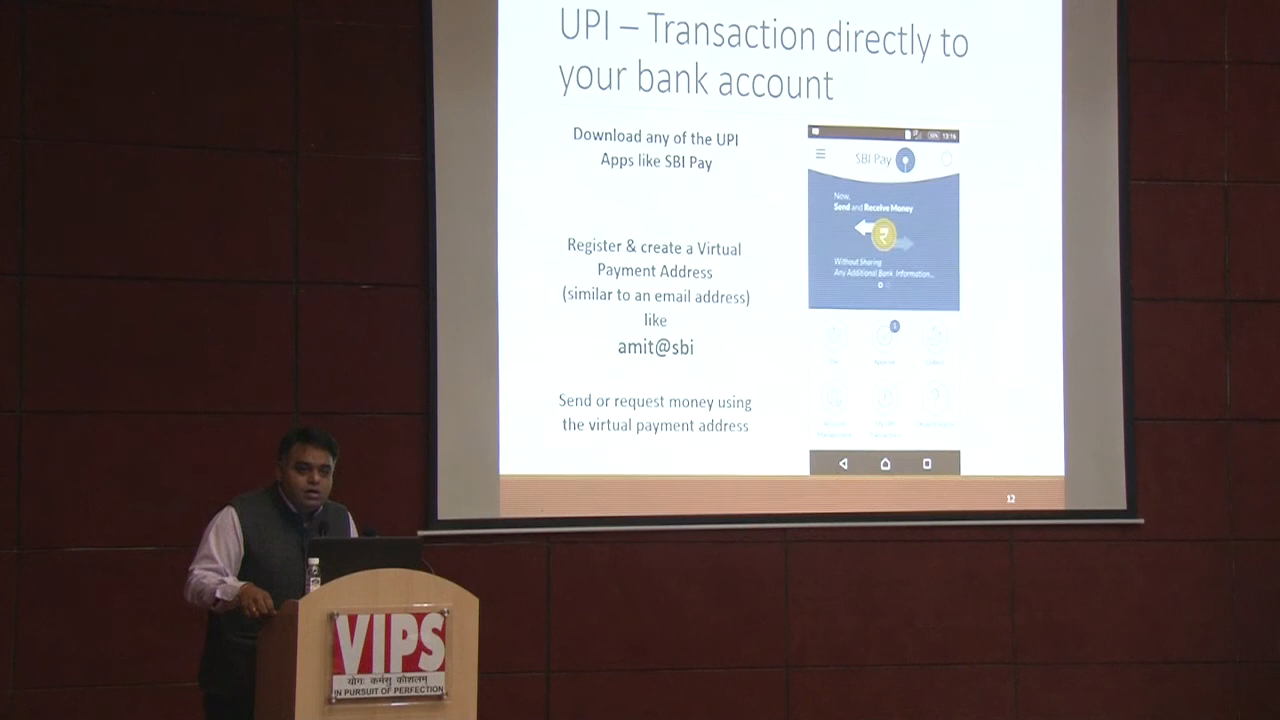 UPI – Transaction directly to
your bank account
Download any of the UPI
Apps like SBI Pay
Register & create a Virtual
Payment Address
(similar to an email address)
like
amit@sbi
Send or request money using
the virtual payment address
13:16
SBI Pay
Now,
Send and Receive Money
Without Sharing
Any Additional Bank Information...
12
VIPS
योगः कर्मसु कौशलम्
IN PURSUIT OF PERFECTION